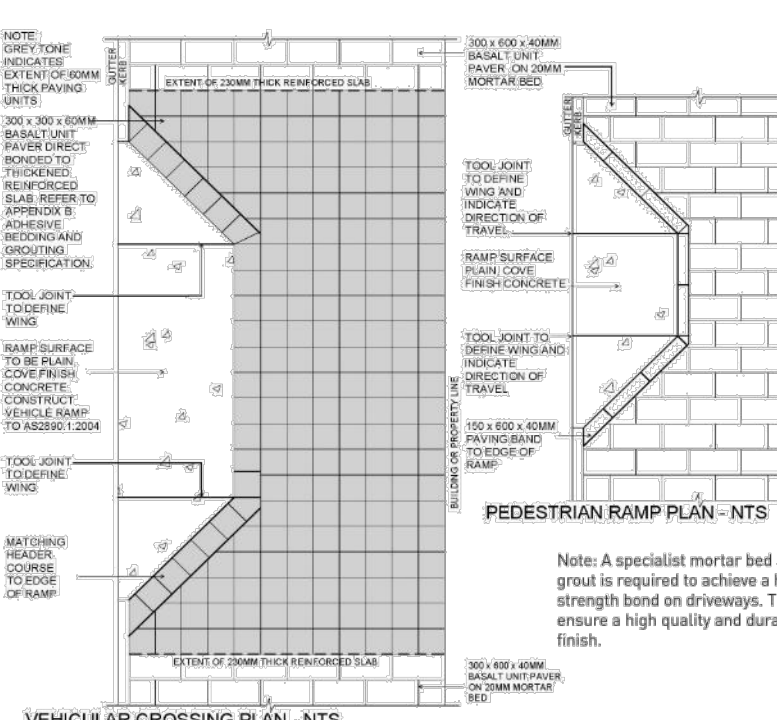 NOTE:
GREY TONE
INDICATES
EXTENT OF 60MM
THICK PAVING
UNITS
300 x 300 x 60MM
BASALT UNIT
PAVER DIRECT
BONDED TO
THICKENED
REINFORCED
SLAB. REFER TO
APPENDIX B
ADHESIVE
BEDDING AND
GROUTING
SPECIFICATION.
TOOL JOINT
TO DEFINE
WING
RAMP SURFACE
TO BE PLAIN,
COVE FINISH
CONCRETE.
CONSTRUCT
VEHICLE RAMP
TO AS2890.1:2004
TOOL JOINT
TO DEFINE
WING
MATCHING
HEADER
COURSE
TO EDGE
OF RAMP
GUTTER
KERB
EXTENT OF 230MM THICK REINFORCED SLAB
BUILDING OR PROPERTY LINE
EXTENT OF 230MM THICK REINFORCED SLAB
VEHICULAR CROSSING PLAN - NTS
300 x 600 x 40MM
BASALT UNIT
PAVER ON 20MM
MORTAR BED
GUTTER
KERB
TOOL JOINT
TO DEFINE
WING AND
INDICATE
DIRECTION OF
TRAVEL
RAMP SURFACE
PLAIN, COVE
FINISH CONCRETE
TOOL JOINT TO
DEFINE WING AND
INDICATE
DIRECTION OF
TRAVEL
150 x 600 x 40MM
PAVING BAND
TO EDGE OF
RAMP
PEDESTRIAN RAMP PLAN - NTS
Note: A specialist mortar bed
grout is required to achieve a
strength bond on driveways.
ensure a high quality and
finish.
300 x 600 x 40MM
BASALT UNIT PAVER
ON 20MM MORTAR
BED